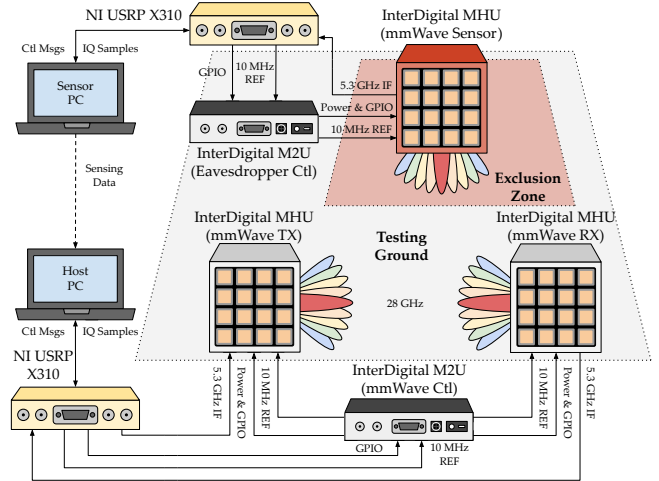 NI USRP X310
InterDigital MHU
(mmWave Sensor)
Ctl Msgs
IQ Samples
GPIO
10 MHz
REF
5.3 GHz IF
Sensor
PC
Power & GPIO
10 MHz REF
InterDigital M2U
(Eavesdropper Ctl)
Exclusion
Zone
Sensing
Data
InterDigital MHU
(mmWave TX)
Testing
Ground
InterDigital MHU
(mmWave RX)
Host
PC
28 GHz
Ctl Msgs
IQ Samples
NI USRP
X310
5.3 GHz IF
Power & GPIO
10 MHz REF
InterDigital M2U
(mmWave Ctl)
10 MHz REF
Power & GPIO
5.3 GHz IF
GPIO
10 MHz
REF